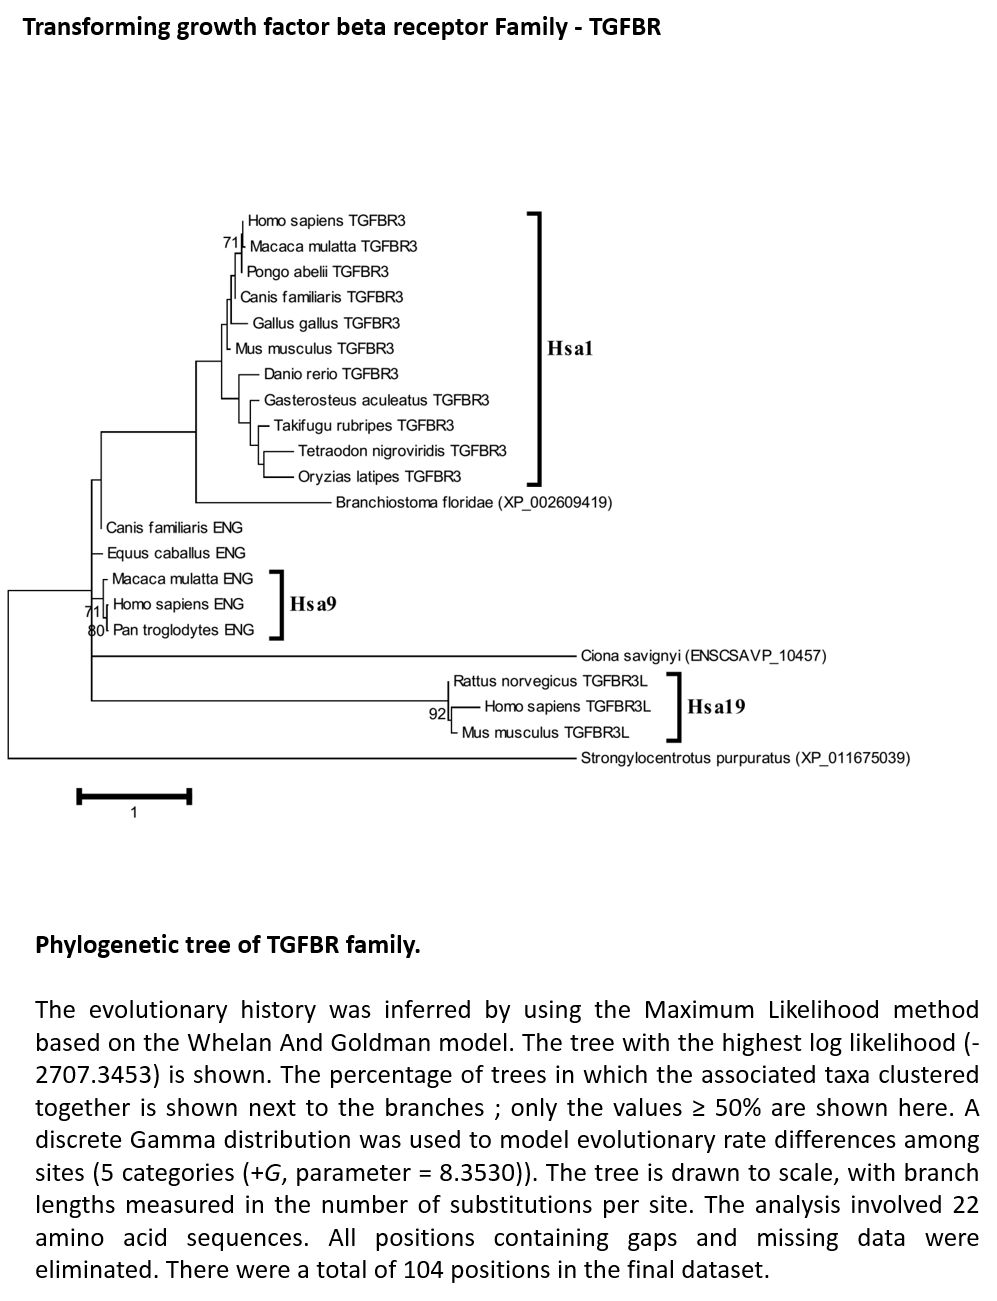 Transforming growth factor beta receptor Family - TGFBR
Homo sapiens TGFBR3
71
Macaca mulatta TGFBR3
Pongo abelii TGFBR3
Canis familiaris TGFBR3
Gallus gallus TGFBR3
Mus musculus TGFBR3
Hsa1
Danio rerio TGFBR3
Gasterosteus aculeatus TGFBR3
Takifugu rubripes TGFBR3
Tetraodon nigroviridis TGFBR3
Oryzias latipes TGFBR3
Branchiostoma floridae (XP_002609419)
Canis familiaris ENG
Equus caballus ENG
Macaca mulatta ENG
71
Homo sapiens ENG
Hsa9
80
Pan troglodytes ENG
Ciona savignyi (ENSCSAVP_10457)
Rattus norvegicus TGFBR3L
92
Homo sapiens TGFBR3L
Hsa19
Mus musculus TGFBR3L
Strongylocentrotus purpuratus (XP_011675039)
1
Phylogenetic tree of TGFBR family.
The evolutionary history was inferred by using the Maximum Likelihood method
based on the Whelan And Goldman model. The tree with the highest log likelihood (-
2707.3453) is shown. The percentage of trees in which the associated taxa clustered
together is shown next to the branches ; only the values ≥ 50% are shown here. A
discrete Gamma distribution was used to model evolutionary rate differences among
sites (5 categories (+G, parameter = 8.3530)). The tree is drawn to scale, with branch
lengths measured in the number of substitutions per site. The analysis involved 22
amino acid sequences. All positions containing gaps and missing data were
eliminated. There were a total of 104 positions in the final dataset.